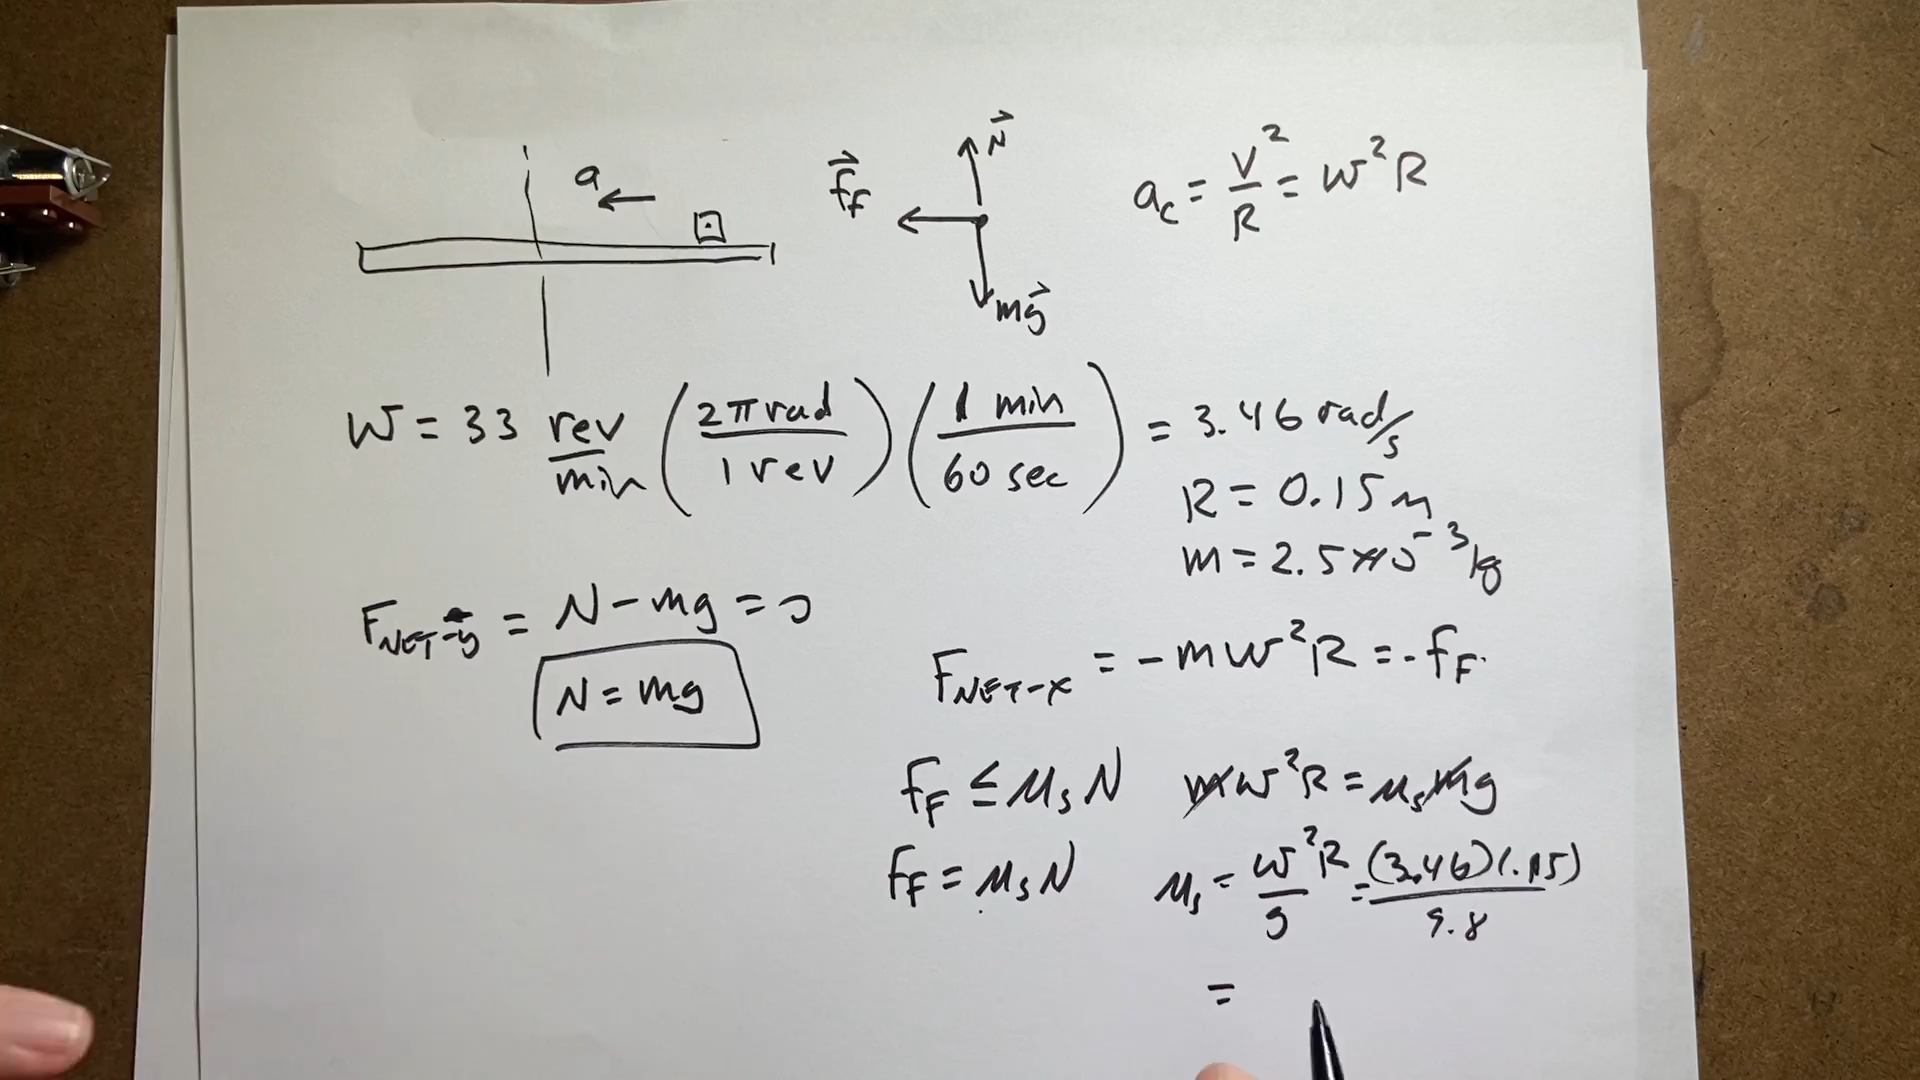 a
f⃗_F
N⃗
mg⃗
a_c = v²/R = ω²R
ω = 33 rev/min (2π rad / 1 rev) (1 min / 60 sec) = 3.46 rad/s
R = 0.15 m
m = 2.5×10⁻³ kg
F_NET-y = N - mg = 0
N = mg
F_NET-x = -mω²R = -f_F
f_F ≤ μ_s N
mω²R = μ_s mg
f_F = μ_s N
μ_s = ω²R/g = (3.46)(.15)/9.8
=